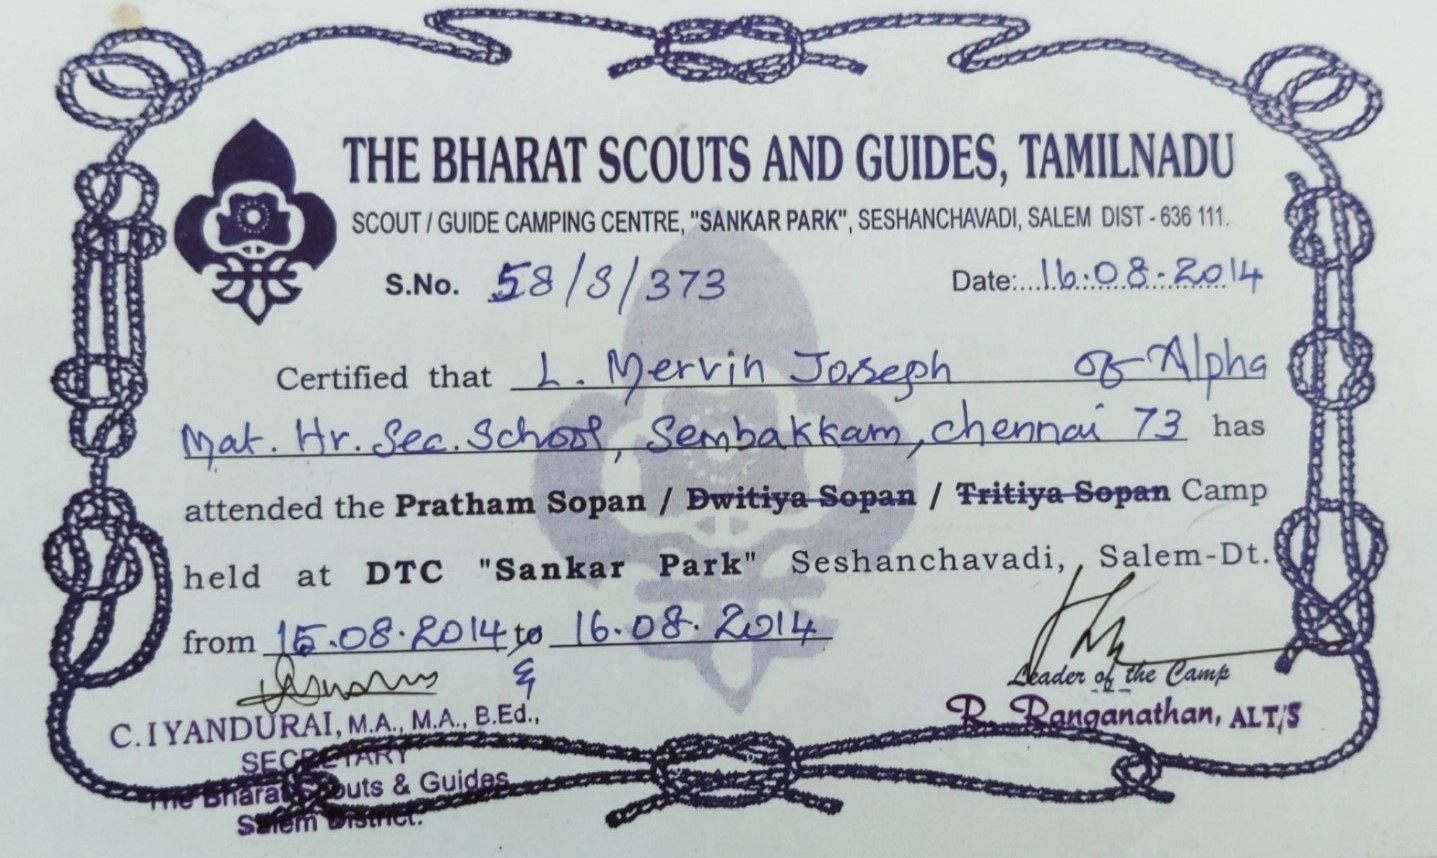 THE BHARAT SCOUTS AND GUIDES, TAMILNADU
SCOUT / GUIDE CAMPING CENTRE, "SANKAR PARK", SESHANCHAVADI, SALEM DIST - 636 111.
S.No. 58/8/373 Date:...16.08.2014
Certified that L. Mervin Joseph of Alpha
Mat. Hr. Sec. School, Sembakkam, chennai 73 has
attended the Pratham Sopan / Dwitiya Sopan / Tritiya Sopan Camp
held at DTC "Sankar Park" Seshanchavadi, Salem-Dt.
from 15.08.2014 to 16.08.2014
&
Leader of the Camp
R. Ranganathan, ALT/S
C. IYANDURAI, M.A., M.A., B.Ed.,
SECRETARY
The Bharat Scouts & Guides
Salem District.